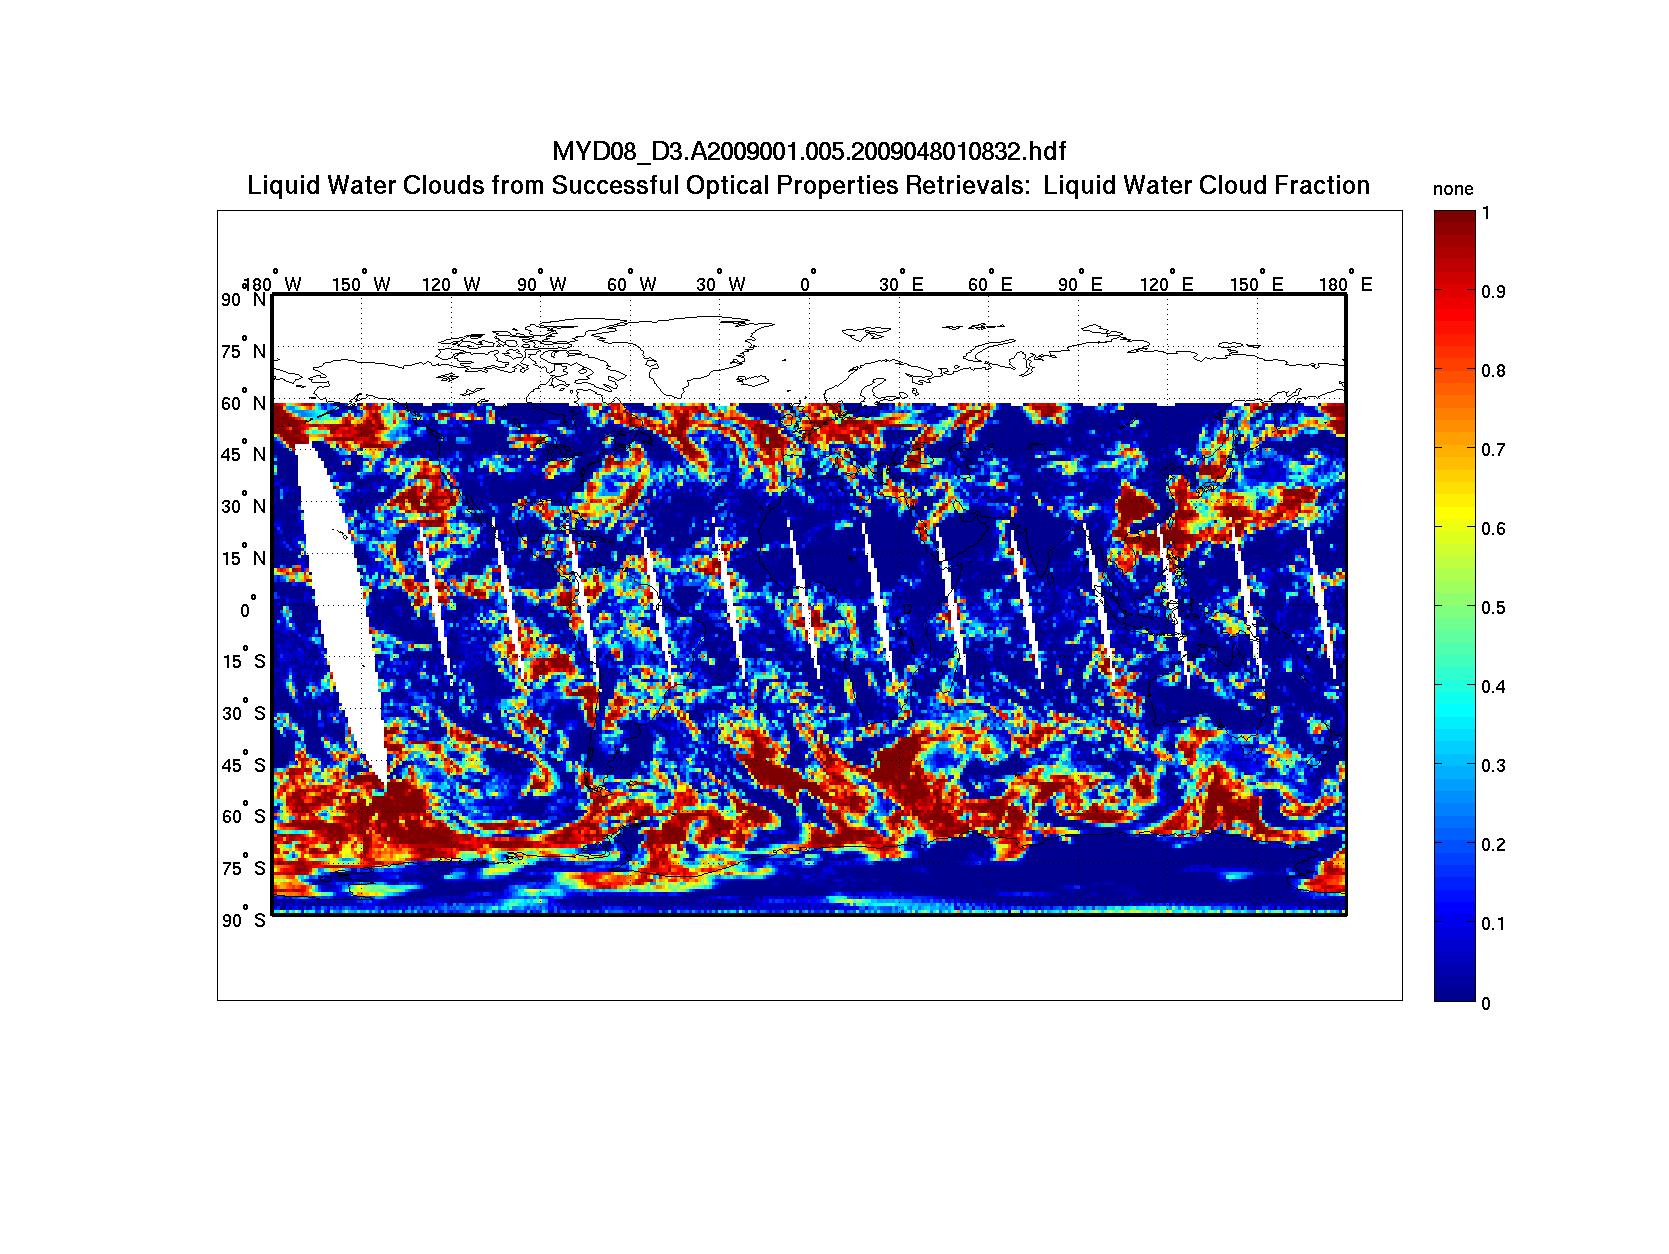 MYD08_D3.A2009001.005.2009048010832.hdf
Liquid Water Clouds from Successful Optical Properties Retrievals:  Liquid Water Cloud Fraction
none
180° W 150° W 120° W 90° W 60° W 30° W 0° 30° E 60° E 90° E 120° E 150° E 180° E
90° N
75° N
60° N
45° N
30° N
15° N
0°
15° S
30° S
45° S
60° S
75° S
90° S
1
0.9
0.8
0.7
0.6
0.5
0.4
0.3
0.2
0.1
0